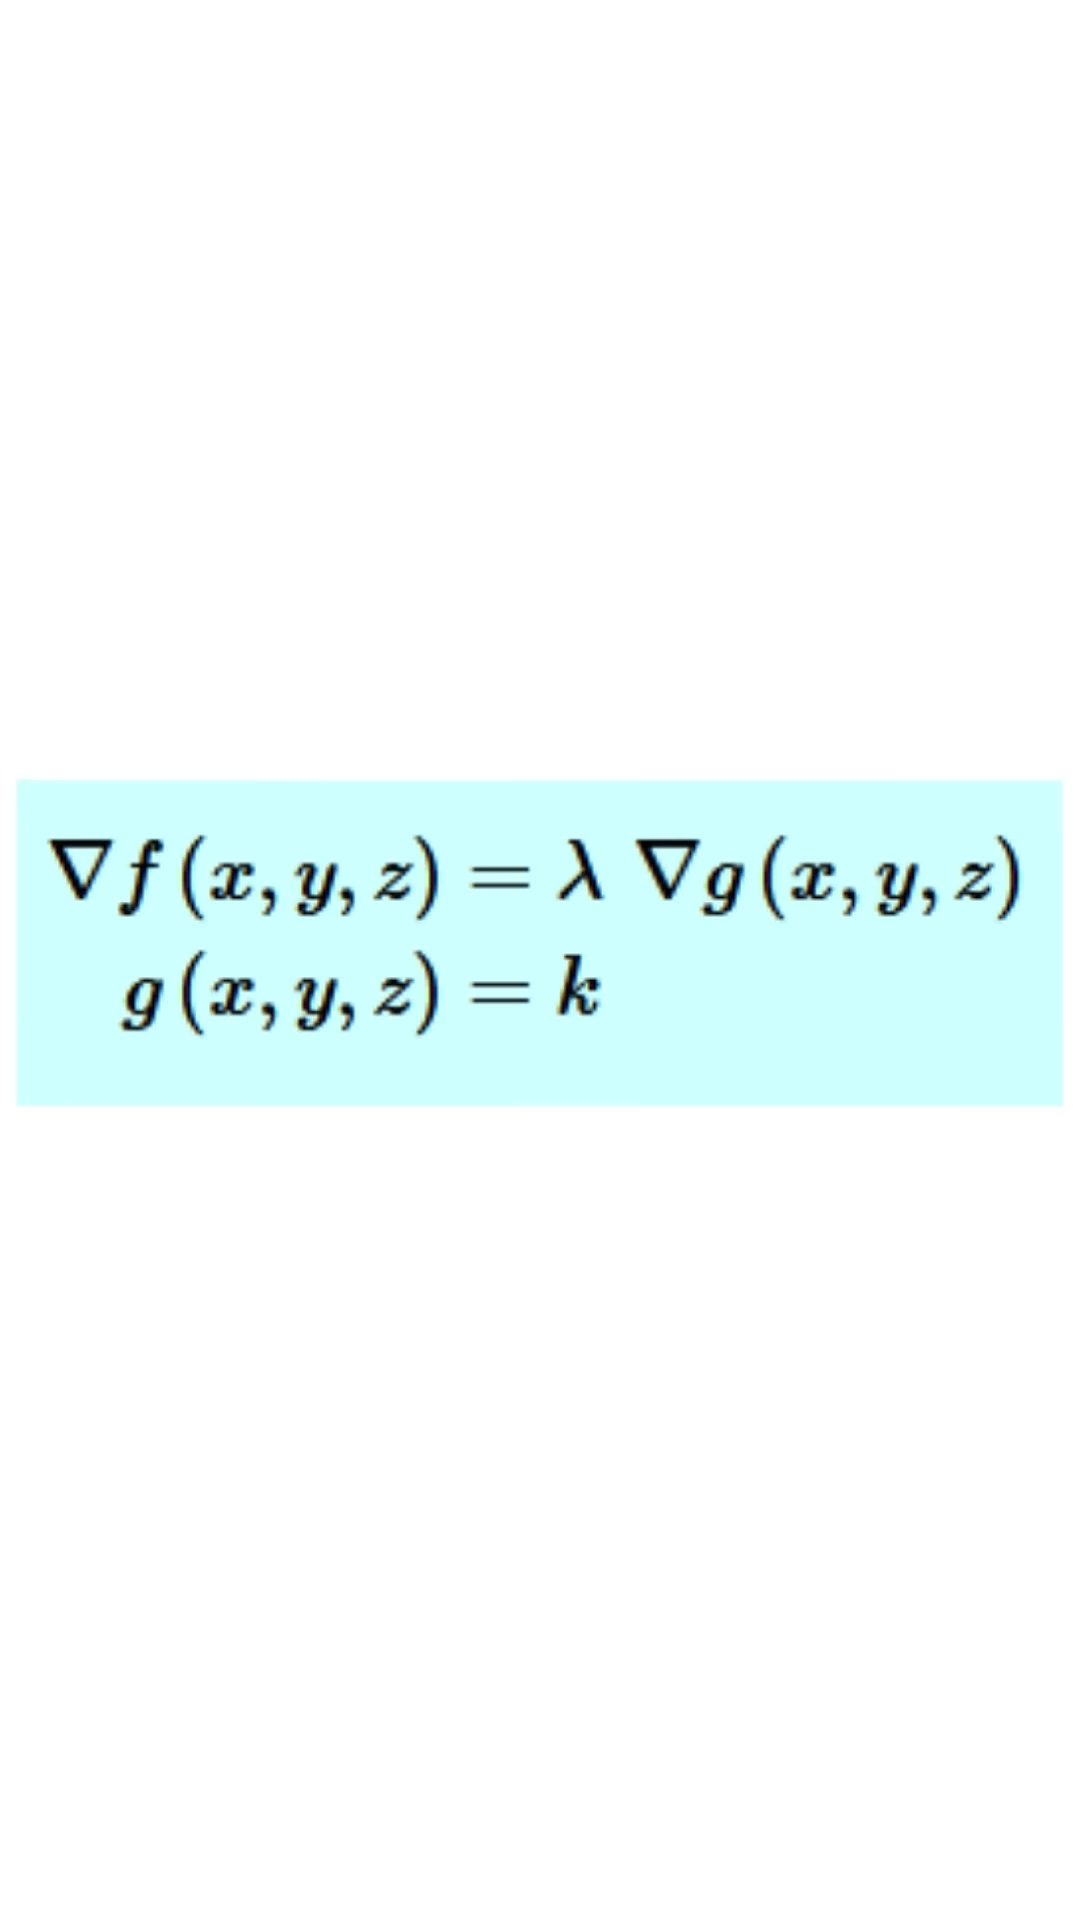 ∇f(x, y, z) = λ ∇g(x, y, z)
g(x, y, z) = k